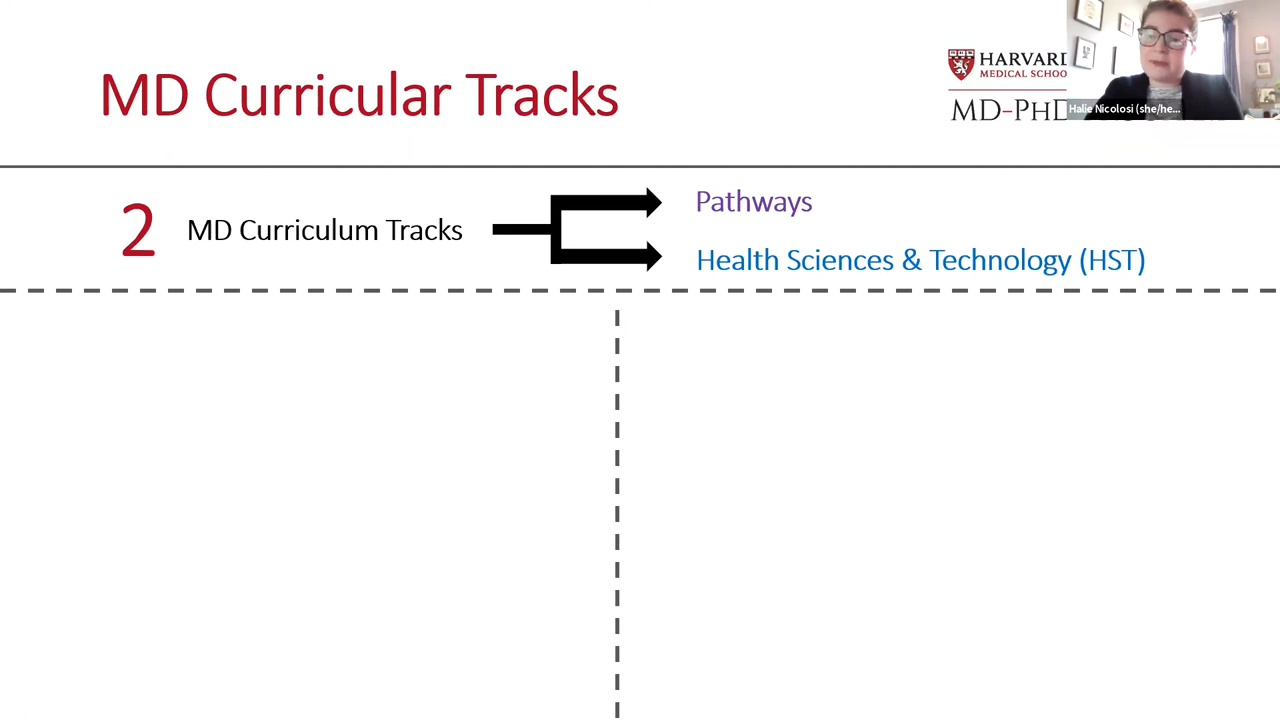 MD Curricular Tracks
HARVARD
MEDICAL SCHOO
MD-PHD
Halie Nicolosi (she/he...
2 MD Curriculum Tracks
Pathways
Health Sciences & Technology (HST)